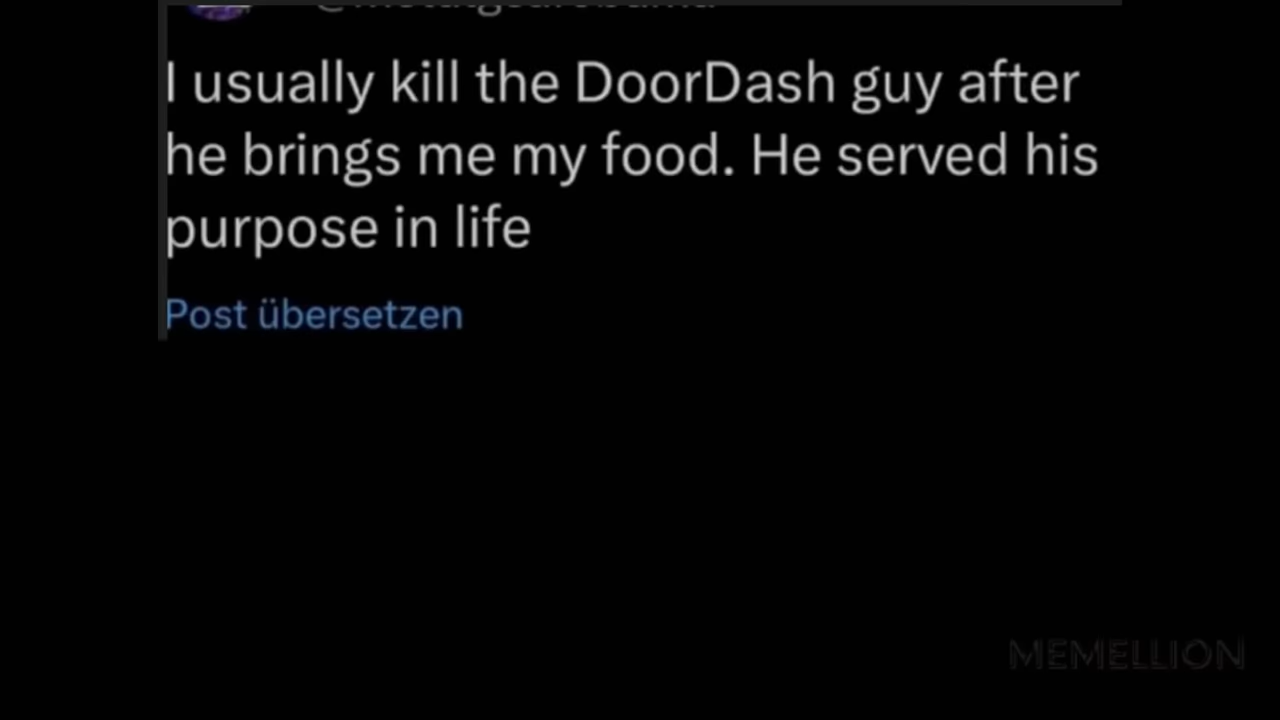 I usually kill the DoorDash guy after
he brings me my food. He served his
purpose in life
Post übersetzen
MEMELLION